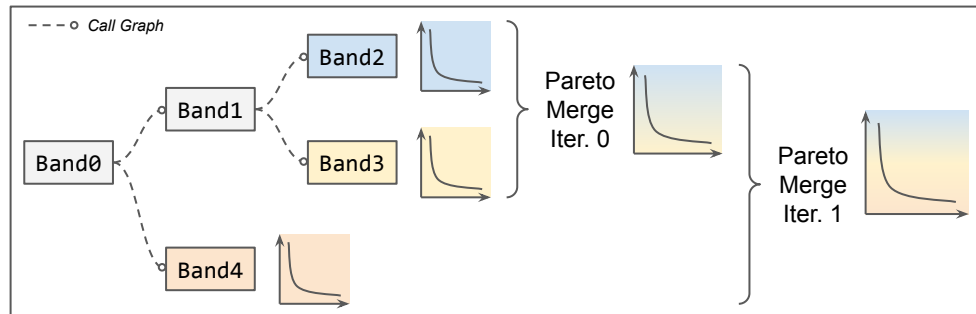 Call Graph
Band2
Band1
Band0
Band3
Band4
Pareto
Merge
Iter. 0
Pareto
Merge
Iter. 1